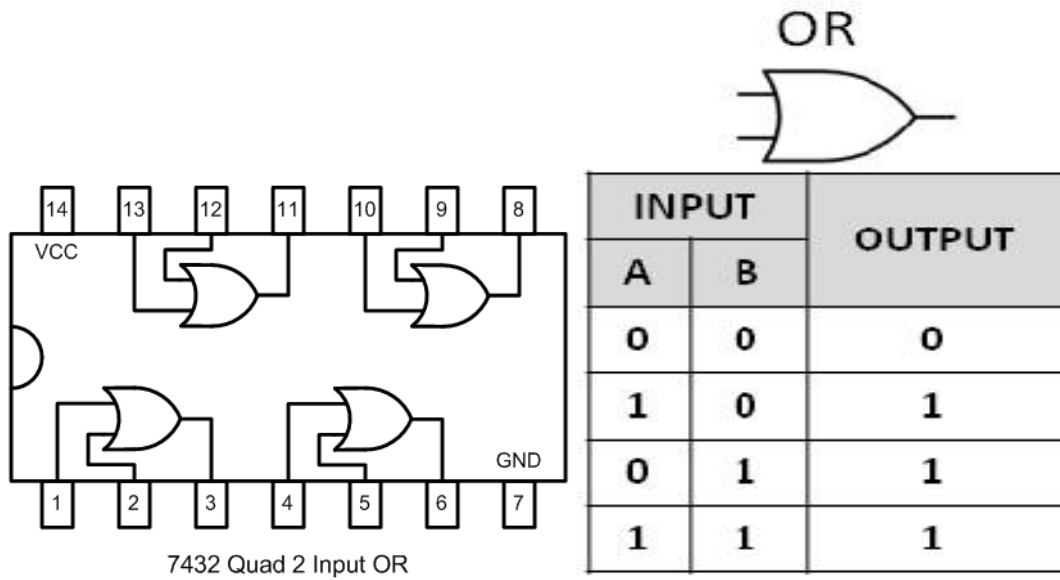 OR
14 13 12 11 10 9 8
VCC
GND
1 2 3 4 5 6 7
7432 Quad 2 Input OR
INPUT OUTPUT
A B
0 0 0
1 0 1
0 1 1
1 1 1